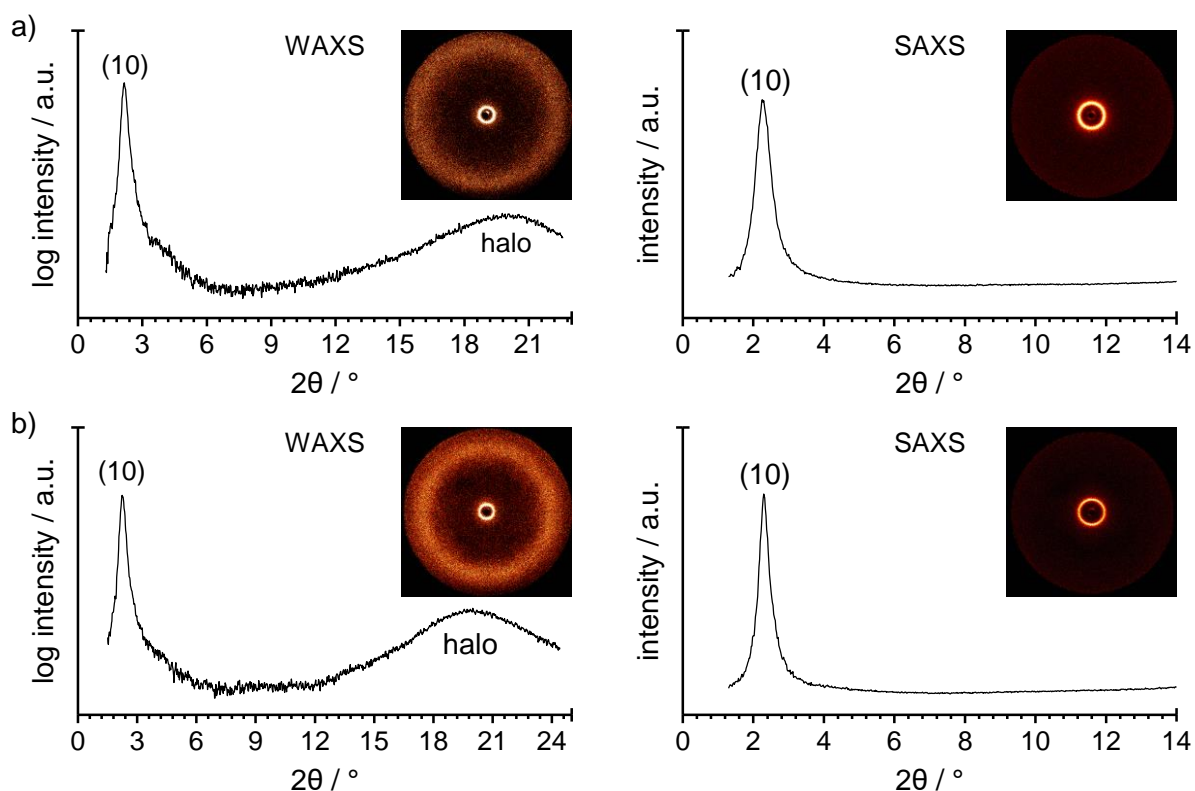 a)
WAXS
(10)
halo
log intensity / a.u.
0 3 6 9 12 15 18 21
2θ / °
SAXS
(10)
intensity / a.u.
0 2 4 6 8 10 12 14
2θ / °
b)
WAXS
(10)
halo
log intensity / a.u.
0 3 6 9 12 15 18 21 24
2θ / °
SAXS
(10)
intensity / a.u.
0 2 4 6 8 10 12 14
2θ / °